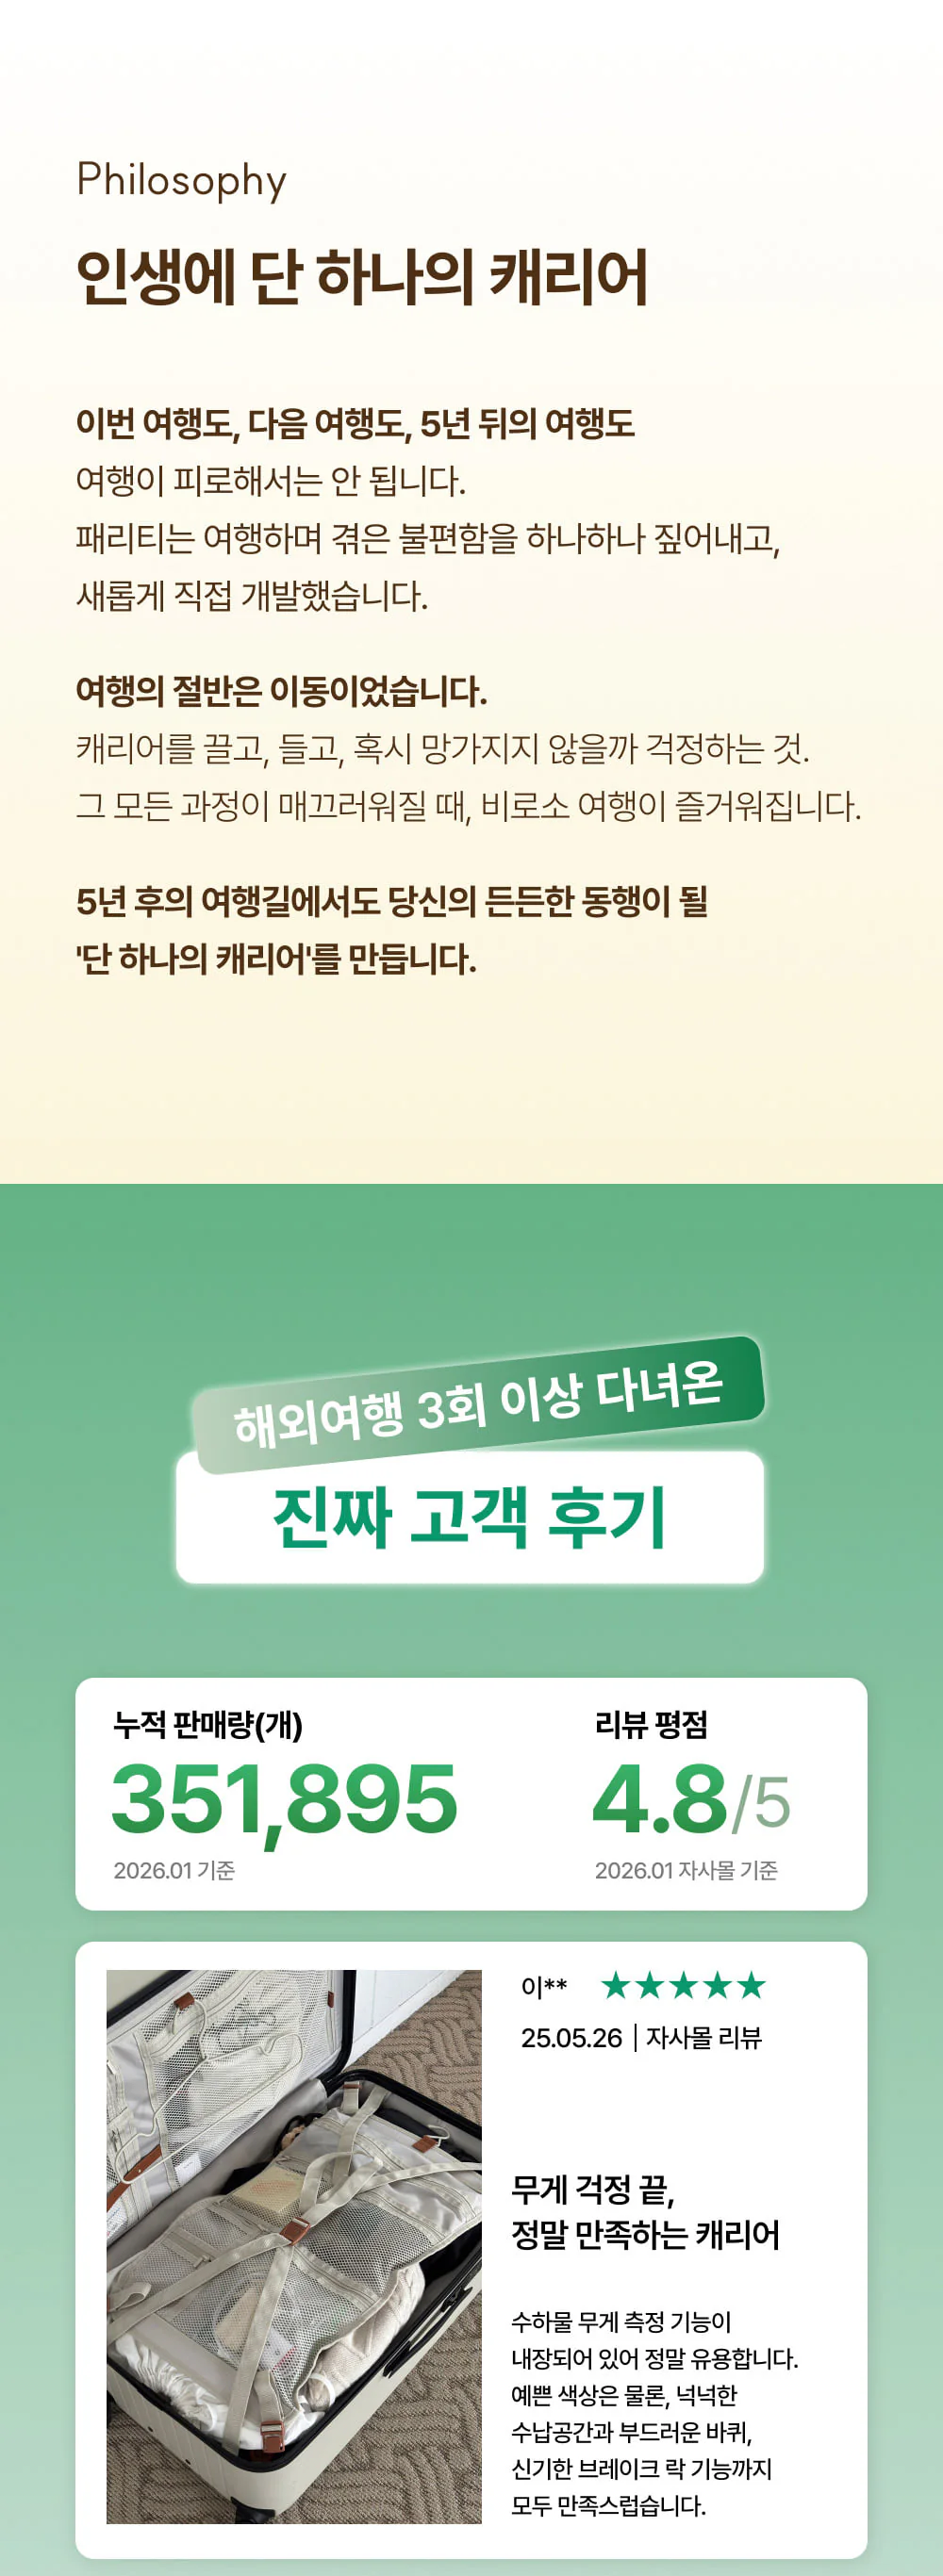 Philosophy
인생에 단 하나의 캐리어
이번 여행도, 다음 여행도, 5년 뒤의 여행도
여행이 피로해서는 안 됩니다.
패리티는 여행하며 겪은 불편함을 하나하나 짚어내고,
새롭게 직접 개발했습니다.
여행의 절반은 이동이었습니다.
캐리어를 끌고, 들고, 혹시 망가지지 않을까 걱정하는 것.
그 모든 과정이 매끄러워질 때, 비로소 여행이 즐거워집니다.
5년 후의 여행길에서도 당신의 든든한 동행이 될
'단 하나의 캐리어'를 만듭니다.
해외여행 3회 이상 다녀온
진짜 고객 후기
누적 판매량(개)
351,895
2026.01 기준
리뷰 평점
4.8/5
2026.01 자사몰 기준
이** ★★★★★
25.05.26 | 자사몰 리뷰
무게 걱정 끝,
정말 만족하는 캐리어
수하물 무게 측정 기능이
내장되어 있어 정말 유용합니다.
예쁜 색상은 물론, 넉넉한
수납공간과 부드러운 바퀴,
신기한 브레이크 락 기능까지
모두 만족스럽습니다.